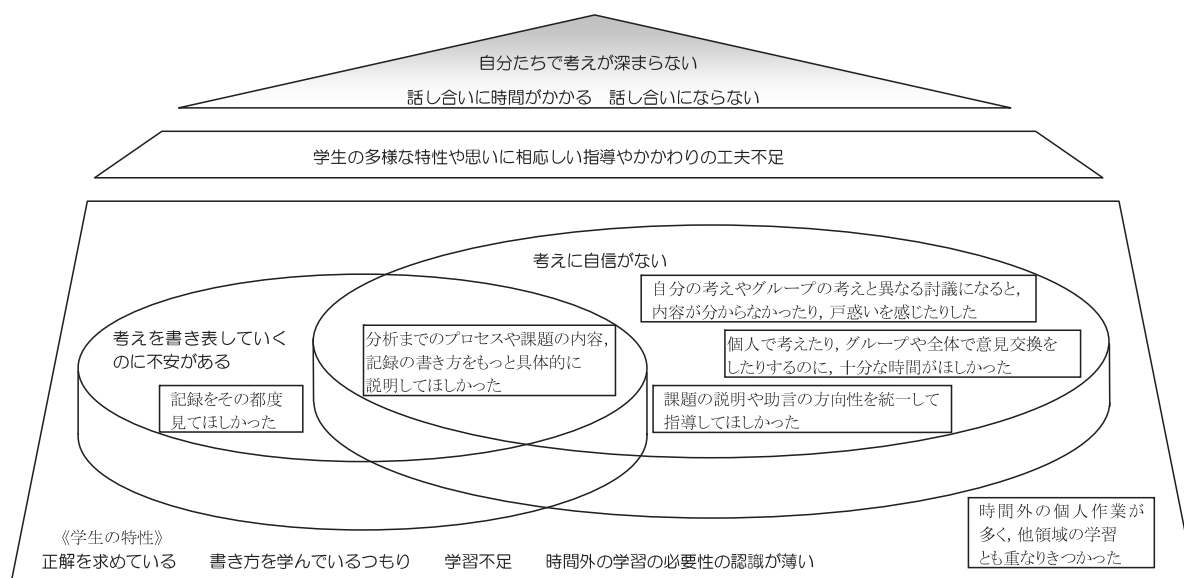 自分たちで考えが深まらない
話し合いに時間がかかる　話し合いにならない
学生の多様な特性や思いに相応しい指導やかかわりの工夫不足
考えに自信がない
自分の考えやグループの考えと異なる討議になると，
内容が分からなかったり，戸惑いを感じたりした
考えを書き表していく
のに不安がある
分析までのプロセスや課題の内容，
記録の書き方をもっと具体的に
説明してほしかった
個人で考えたり，グループや全体で意見交換を
したりするのに，十分な時間がほしかった
記録をその都度
見てほしかった
課題の説明や助言の方向性を統一して
指導してほしかった
時間外の個人作業が
多く，他領域の学習
とも重なりきつかった
《学生の特性》
正解を求めている　書き方を学んでいるつもり　学習不足　時間外の学習の必要性の認識が薄い